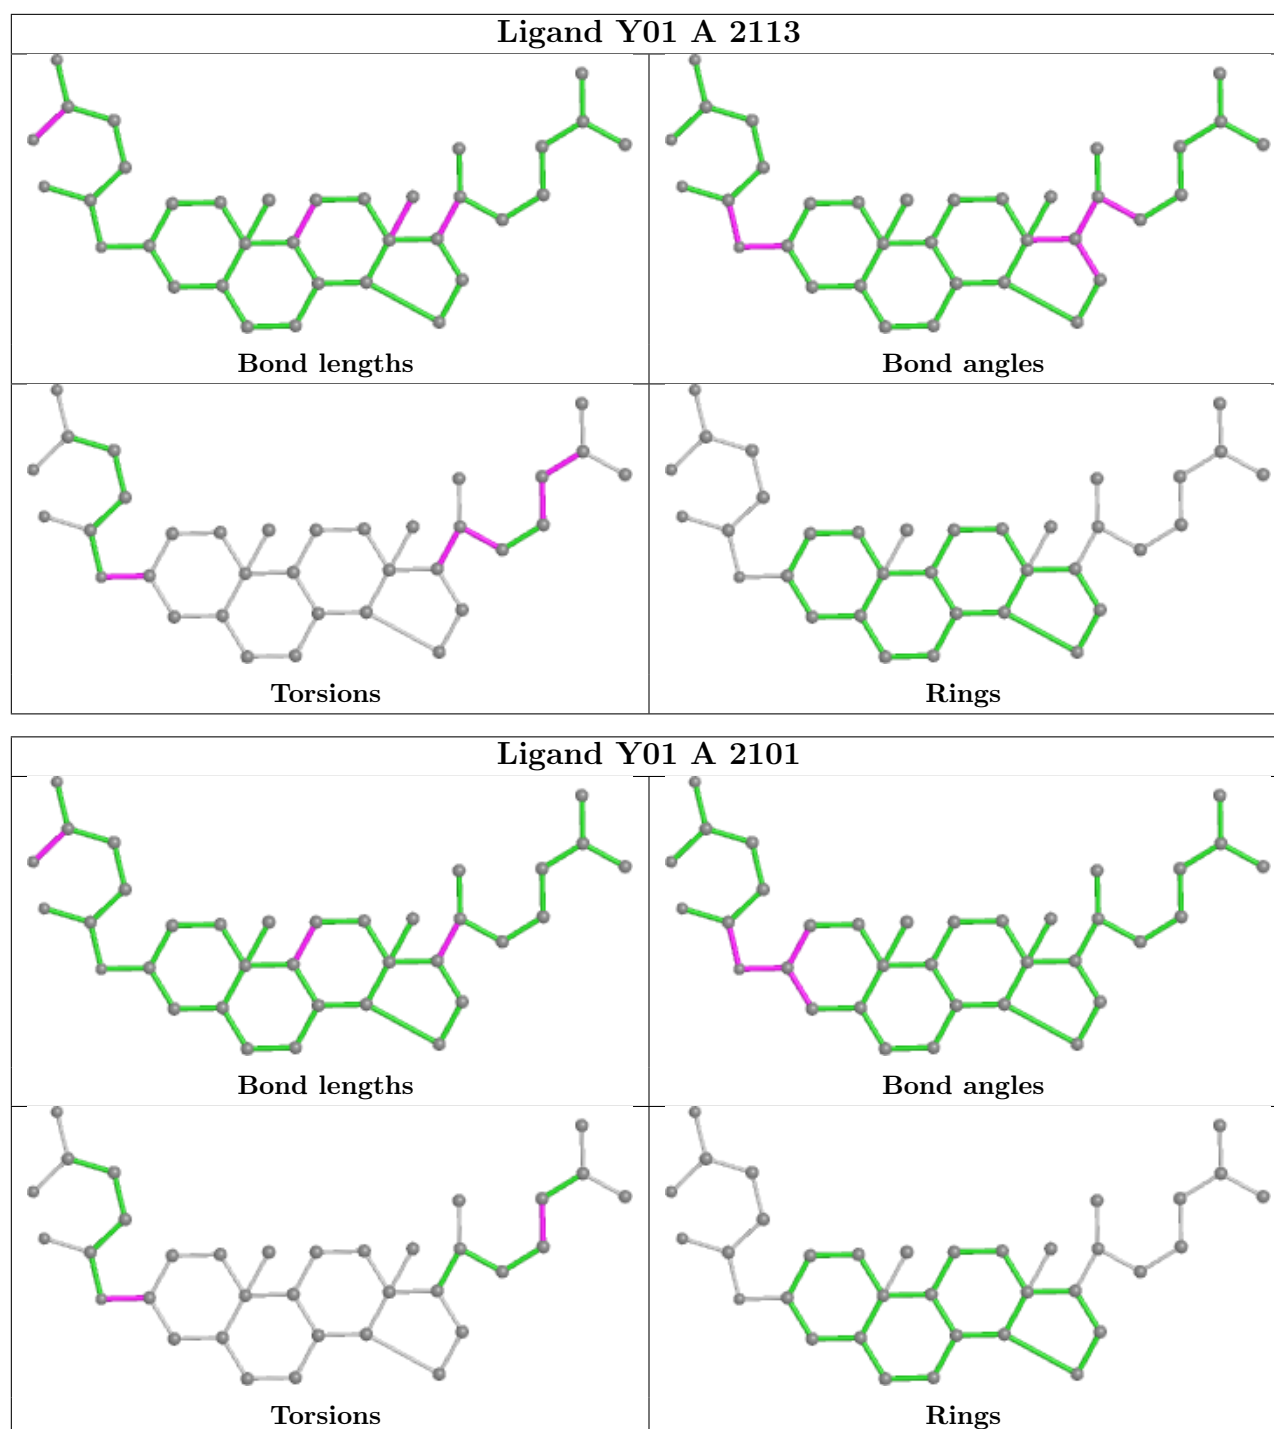 Ligand Y01 A 2113
Bond lengths
Bond angles
Torsions
Rings
Ligand Y01 A 2101
Bond lengths
Bond angles
Torsions
Rings